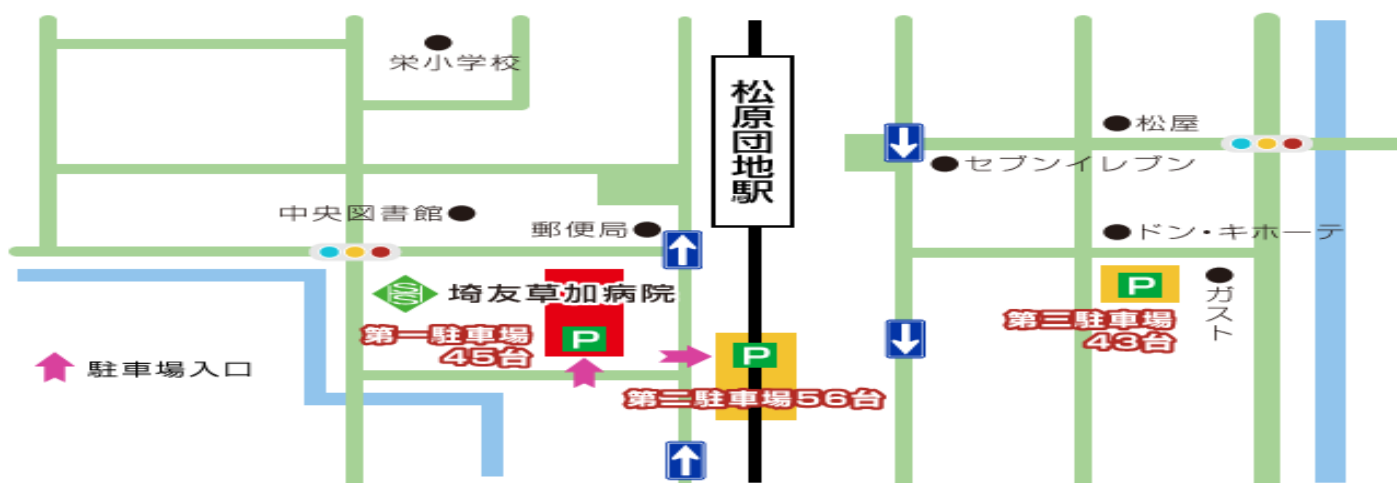 栄小学校
松原団地駅
松屋
セブンイレブン
中央図書館
郵便局
ドン・キホーテ
埼友草加病院
P
ガスト
第一駐車場
45台
P
P
第三駐車場
43台
駐車場入口
第二駐車場56台